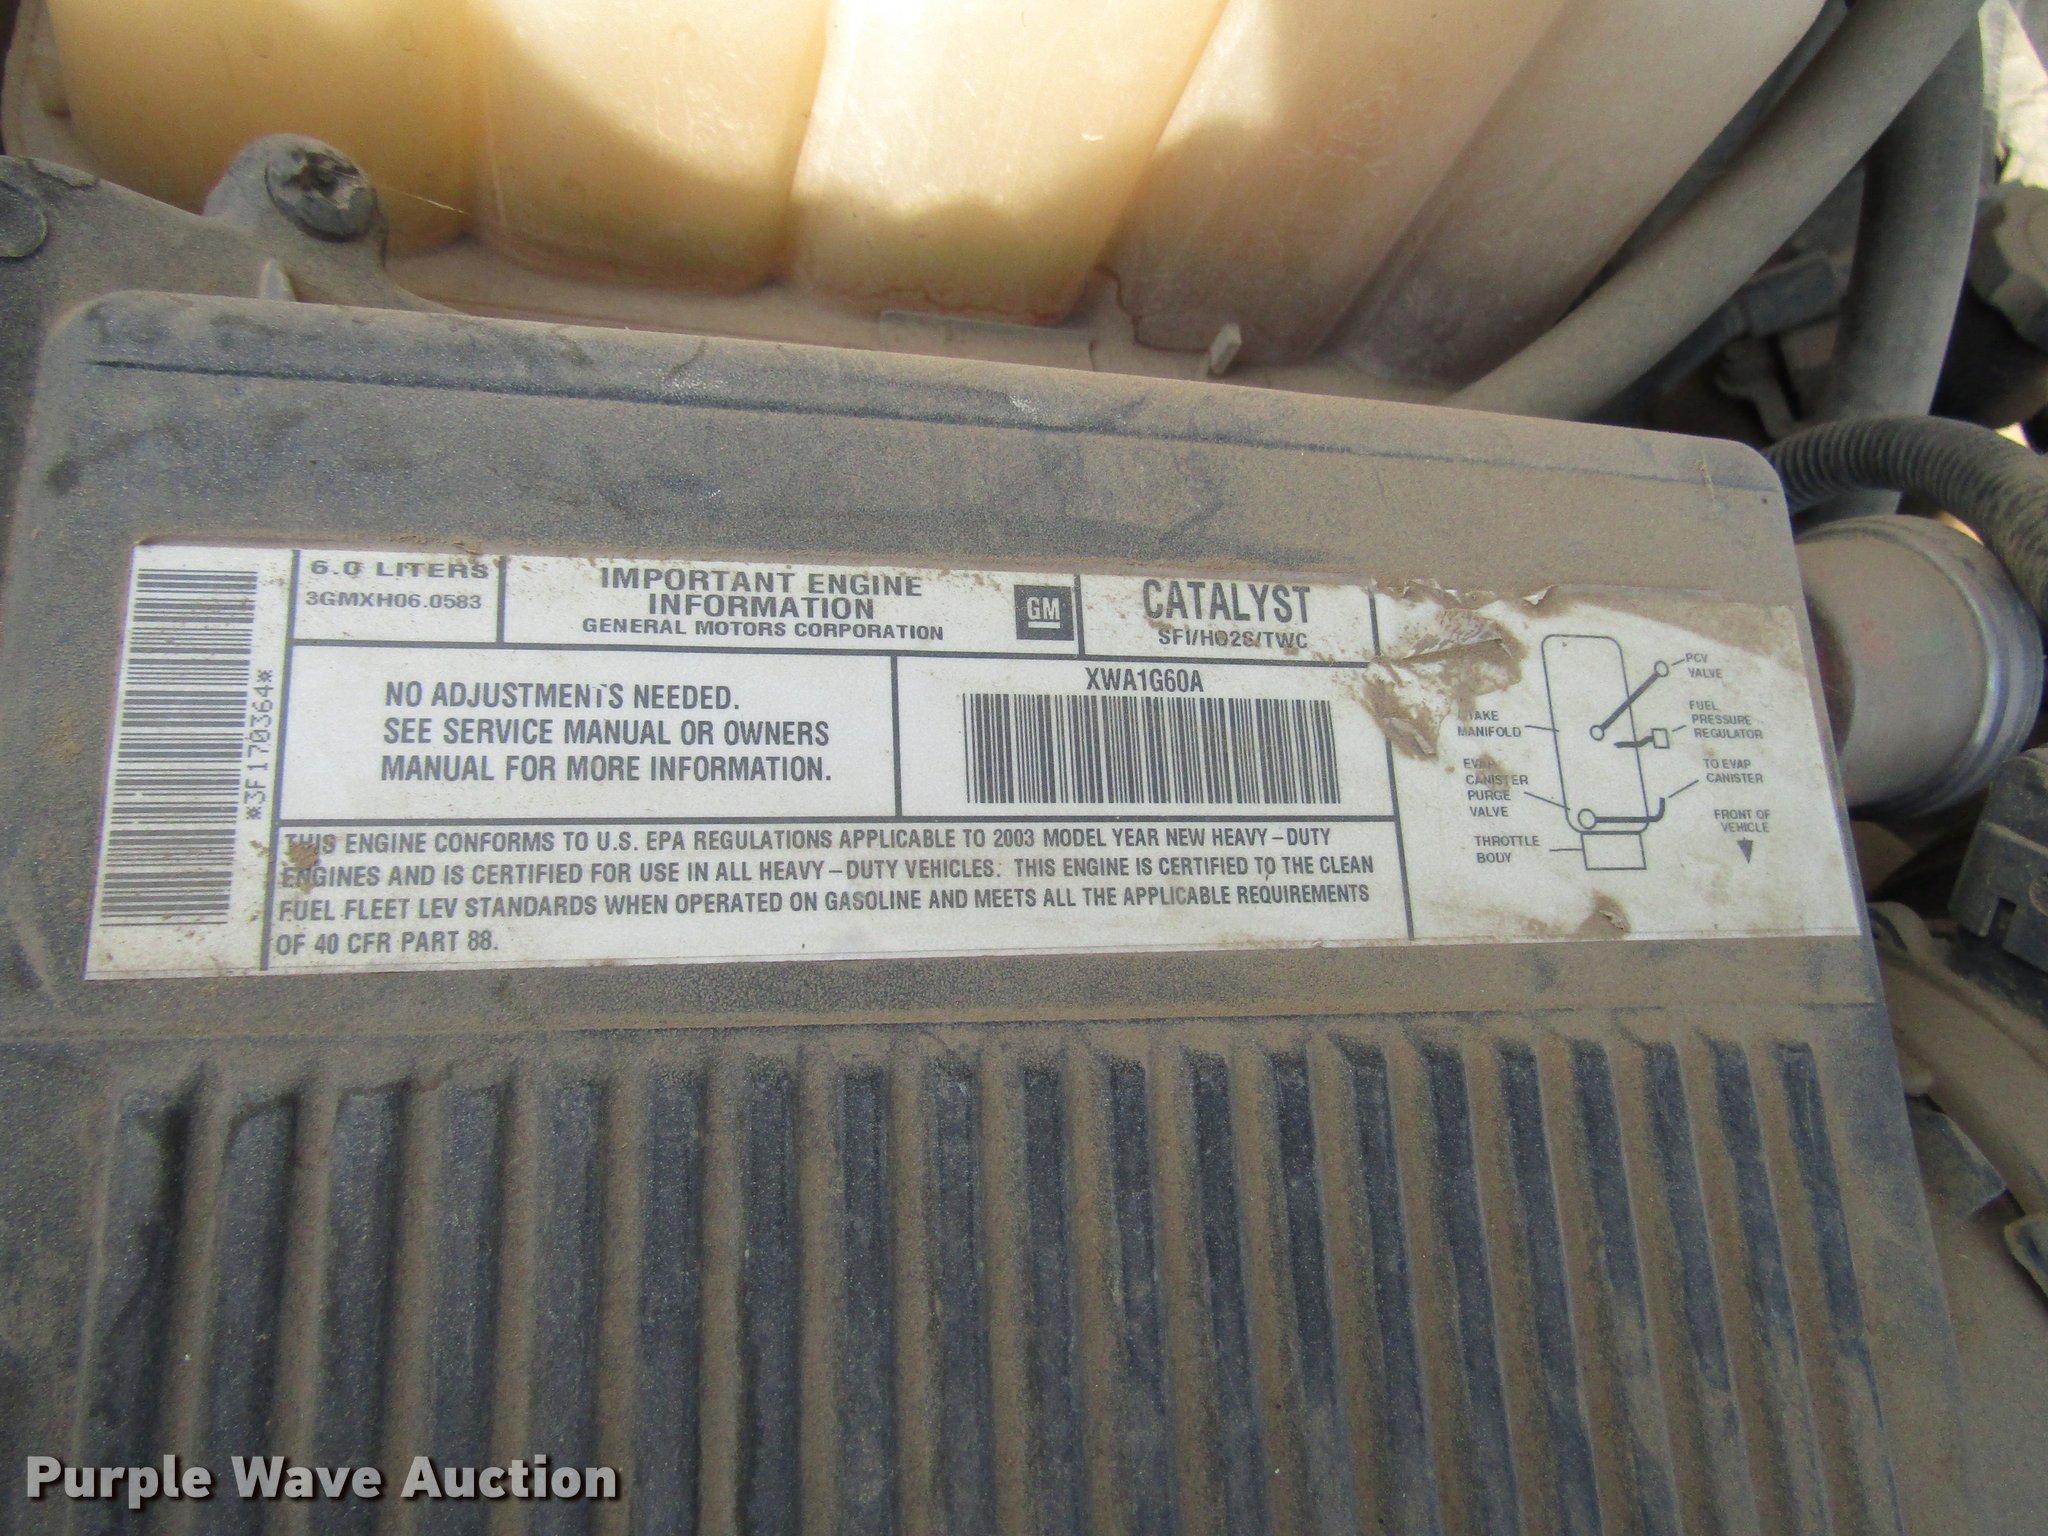 6.0 LITERS
3GMXH06.0583
*3F170364*
IMPORTANT ENGINE
INFORMATION
GENERAL MOTORS CORPORATION
GM
CATALYST
SFI/HO2S/TWC
NO ADJUSTMENTS NEEDED.
SEE SERVICE MANUAL OR OWNERS
MANUAL FOR MORE INFORMATION.
XWA1G60A
THIS ENGINE CONFORMS TO U.S. EPA REGULATIONS APPLICABLE TO 2003 MODEL YEAR NEW HEAVY-DUTY
ENGINES AND IS CERTIFIED FOR USE IN ALL HEAVY-DUTY VEHICLES. THIS ENGINE IS CERTIFIED TO THE CLEAN
FUEL FLEET LEV STANDARDS WHEN OPERATED ON GASOLINE AND MEETS ALL THE APPLICABLE REQUIREMENTS
OF 40 CFR PART 88.
PCV
VALVE
FUEL
PRESSURE
REGULATOR
TO EVAP
CANISTER
FRONT OF
VEHICLE
INTAKE
MANIFOLD
EVAP
CANISTER
PURGE
VALVE
THROTTLE
BODY
Purple Wave Auction